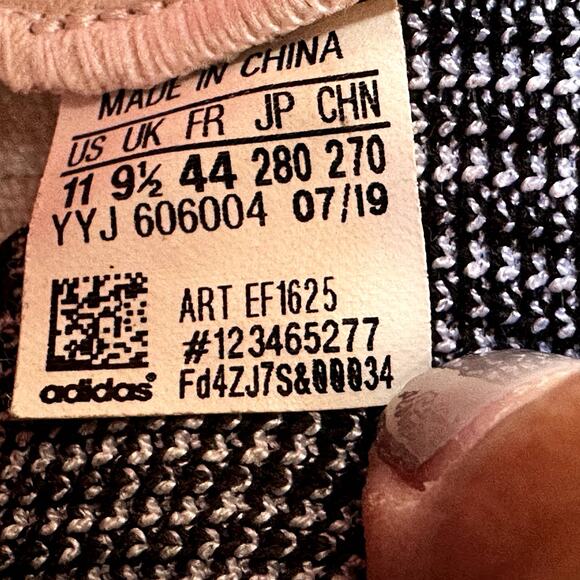 MADE IN CHINA
US UK FR JP CHN
11 9½ 44 280 270
YYJ 606004 07/19
ART EF1625
#123465277
adidas Fd4ZJ7S&00034